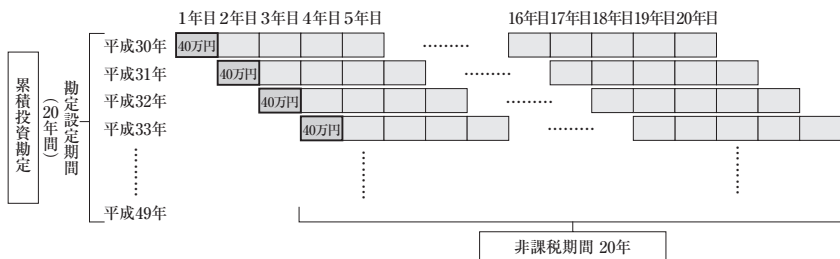 1年目2年目3年目4年目5年目 16年目17年目18年目19年目20年目
累積投資勘定
勘定設定期間
(20年間)
平成30年 40万円
平成31年 40万円
平成32年 40万円
平成33年 40万円
平成49年
非課税期間 20年